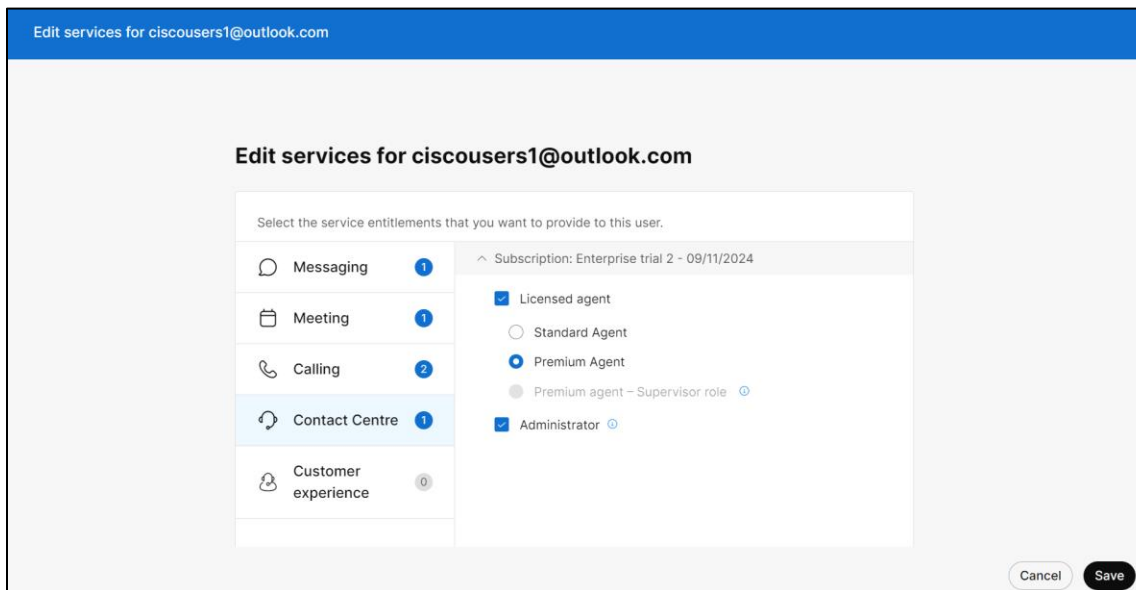 Edit services for ciscousers1@outlook.com
Edit services for ciscousers1@outlook.com
Select the service entitlements that you want to provide to this user.
Messaging 1
Meeting 1
Calling 2
Contact Centre 1
Customer
experience 0
Subscription: Enterprise trial 2 - 09/11/2024
Licensed agent
Standard Agent
Premium Agent
Premium agent – Supervisor role
Administrator
Cancel
Save